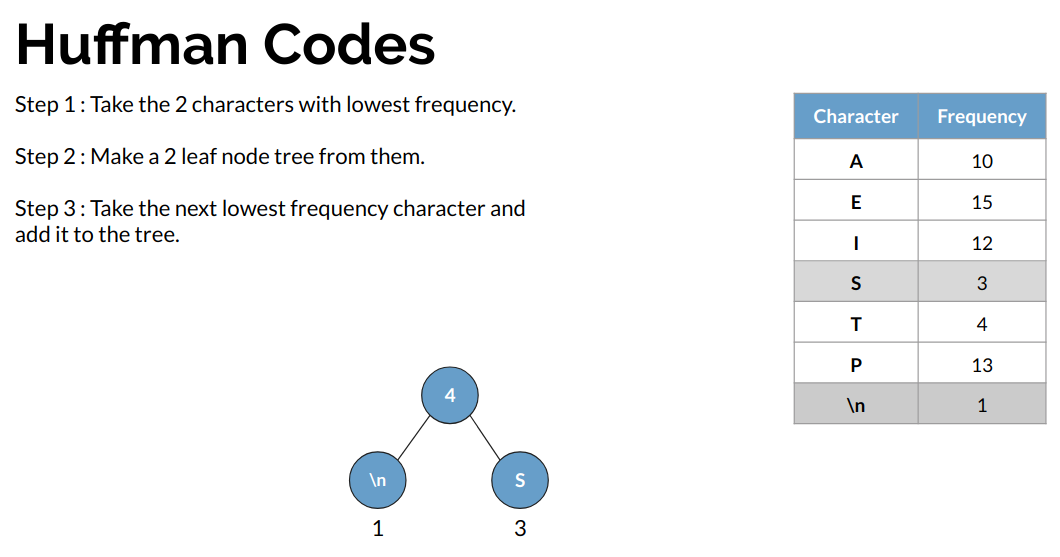 Huffman Codes
Step 1 : Take the 2 characters with lowest frequency.
Step 2 : Make a 2 leaf node tree from them.
Step 3 : Take the next lowest frequency character and
add it to the tree.
Character Frequency
A 10
E 15
I 12
S 3
T 4
P 13
\n 1
4
\n S
1 3